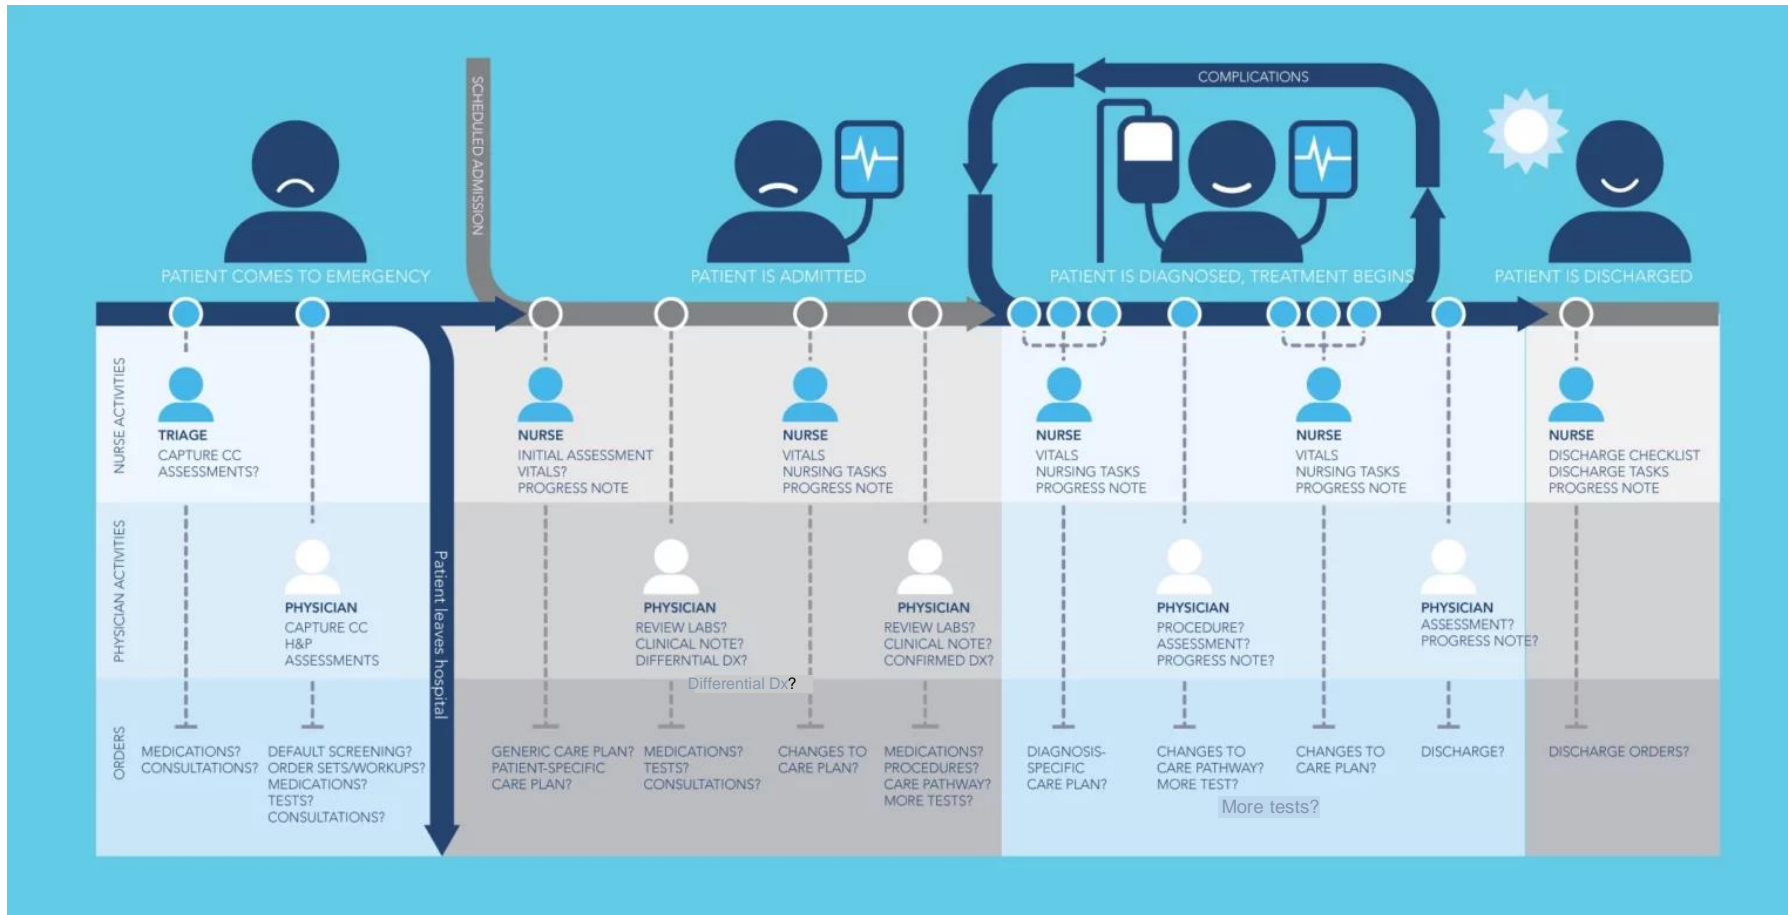 SCHEDULED ADMISSION
COMPLICATIONS
PATIENT COMES TO EMERGENCY
PATIENT IS ADMITTED
PATIENT IS DIAGNOSED, TREATMENT BEGINS
PATIENT IS DISCHARGED
NURSE ACTIVITIES
TRIAGE
CAPTURE CC
ASSESSMENTS?
NURSE
INITIAL ASSESSMENT
VITALS?
PROGRESS NOTE
NURSE
VITALS
NURSING TASKS
PROGRESS NOTE
NURSE
VITALS
NURSING TASKS
PROGRESS NOTE
NURSE
VITALS
NURSING TASKS
PROGRESS NOTE
NURSE
DISCHARGE CHECKLIST
DISCHARGE TASKS
PROGRESS NOTE
PHYSICIAN ACTIVITIES
PHYSICIAN
CAPTURE CC
H&P
ASSESSMENTS
Patient leaves hospital
PHYSICIAN
REVIEW LABS?
CLINICAL NOTE?
DIFFERNTIAL DX?
Differential Dx?
PHYSICIAN
REVIEW LABS?
CLINICAL NOTE?
CONFIRMED DX?
PHYSICIAN
PROCEDURE?
ASSESSMENT?
PROGRESS NOTE?
PHYSICIAN
ASSESSMENT?
PROGRESS NOTE?
ORDERS
MEDICATIONS?
CONSULTATIONS?
DEFAULT SCREENING?
ORDER SETS/WORKUPS?
MEDICATIONS?
TESTS?
CONSULTATIONS?
GENERIC CARE PLAN?
PATIENT-SPECIFIC
CARE PLAN?
MEDICATIONS?
TESTS?
CONSULTATIONS?
CHANGES TO
CARE PLAN?
MEDICATIONS?
PROCEDURES?
CARE PATHWAY?
MORE TESTS?
DIAGNOSIS-
SPECIFIC
CARE PLAN?
CHANGES TO
CARE PATHWAY?
MORE TEST?
More tests?
CHANGES TO
CARE PLAN?
DISCHARGE?
DISCHARGE ORDERS?